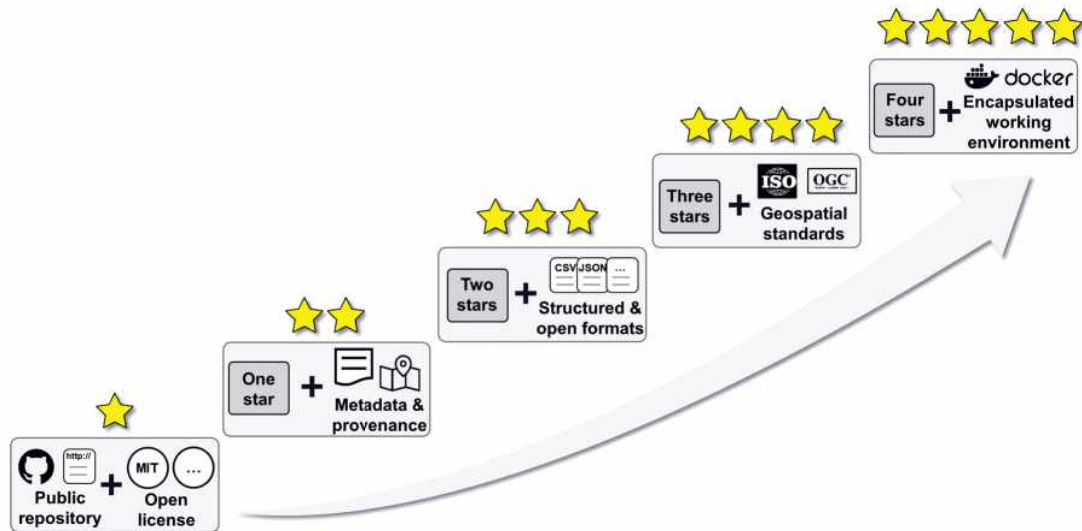 docker
Four
stars
+
Encapsulated
working
environment
Three
stars
+
ISO
OGC
Geospatial
standards
Two
stars
+
CSV
JSON
...
Structured &
open formats
One
star
+
Metadata &
provenance
http://
+
MIT
...
Public
repository
Open
license